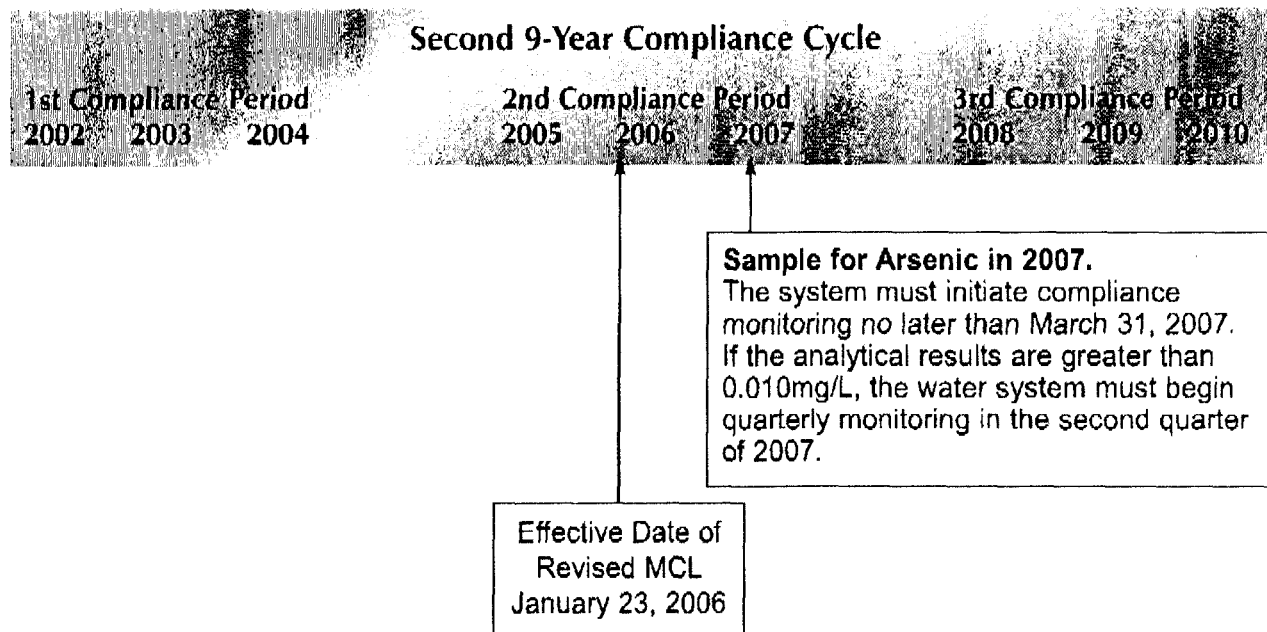 Second 9-Year Compliance Cycle
1st Compliance Period 2nd Compliance Period 3rd Compliance Period
2002 2003 2004 2005 2006 2007 2008 2009 2010
Sample for Arsenic in 2007.
The system must initiate compliance
monitoring no later than March 31, 2007.
If the analytical results are greater than
0.010mg/L, the water system must begin
quarterly monitoring in the second quarter
of 2007.
Effective Date of
Revised MCL
January 23, 2006